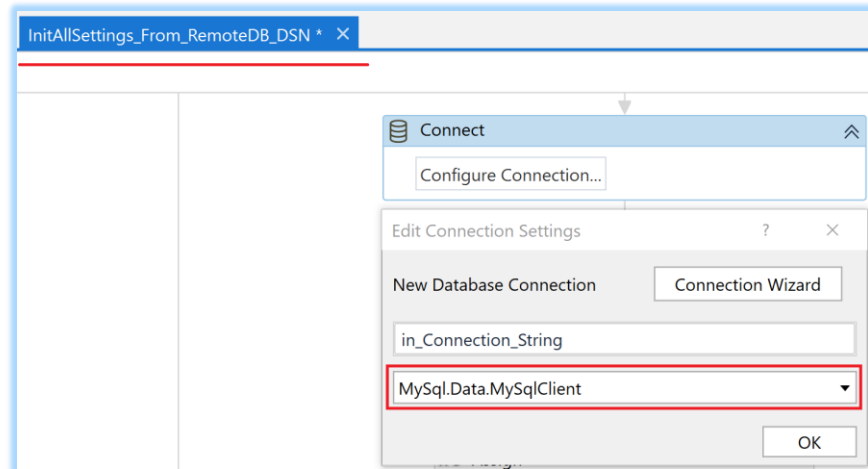 InitAllSettings_From_RemoteDB_DSN * ×
Connect
Configure Connection...
Edit Connection Settings ? ×
New Database Connection Connection Wizard
in_Connection_String
MySql.Data.MySqlClient
OK